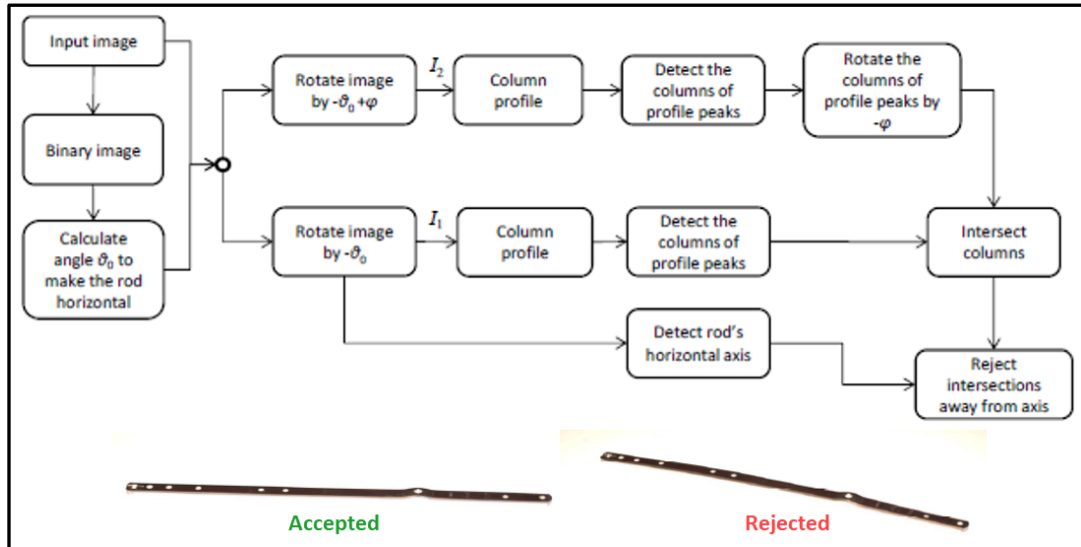 Input image
Binary image
Calculate
angle ϑ₀ to
make the rod
horizontal
Rotate image
by -ϑ₀+φ
I₂
Column
profile
Detect the
columns of
profile peaks
Rotate the
columns of
profile peaks by
-φ
Rotate image
by -ϑ₀
I₁
Column
profile
Detect the
columns of
profile peaks
Intersect
columns
Detect rod's
horizontal axis
Reject
intersections
away from axis
Accepted
Rejected